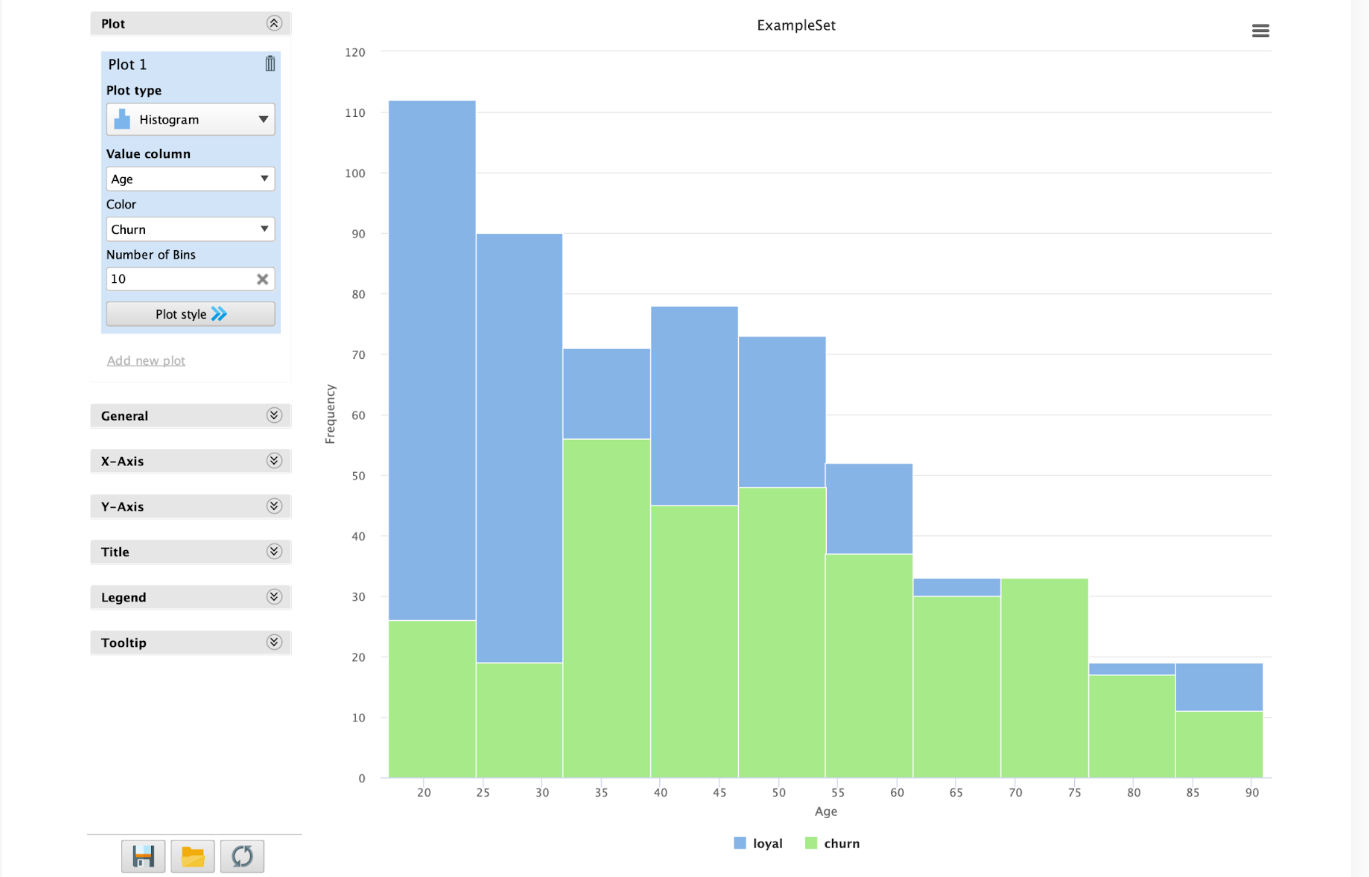 Plot
Plot 1
Plot type
Histogram
Value column
Age
Color
Churn
Number of Bins
10
Plot style
Add new plot
General
X-Axis
Y-Axis
Title
Legend
Tooltip
ExampleSet
120
110
100
90
80
70
60
50
40
30
20
10
0
Frequency
20 25 30 35 40 45 50 55 60 65 70 75 80 85 90
Age
loyal churn